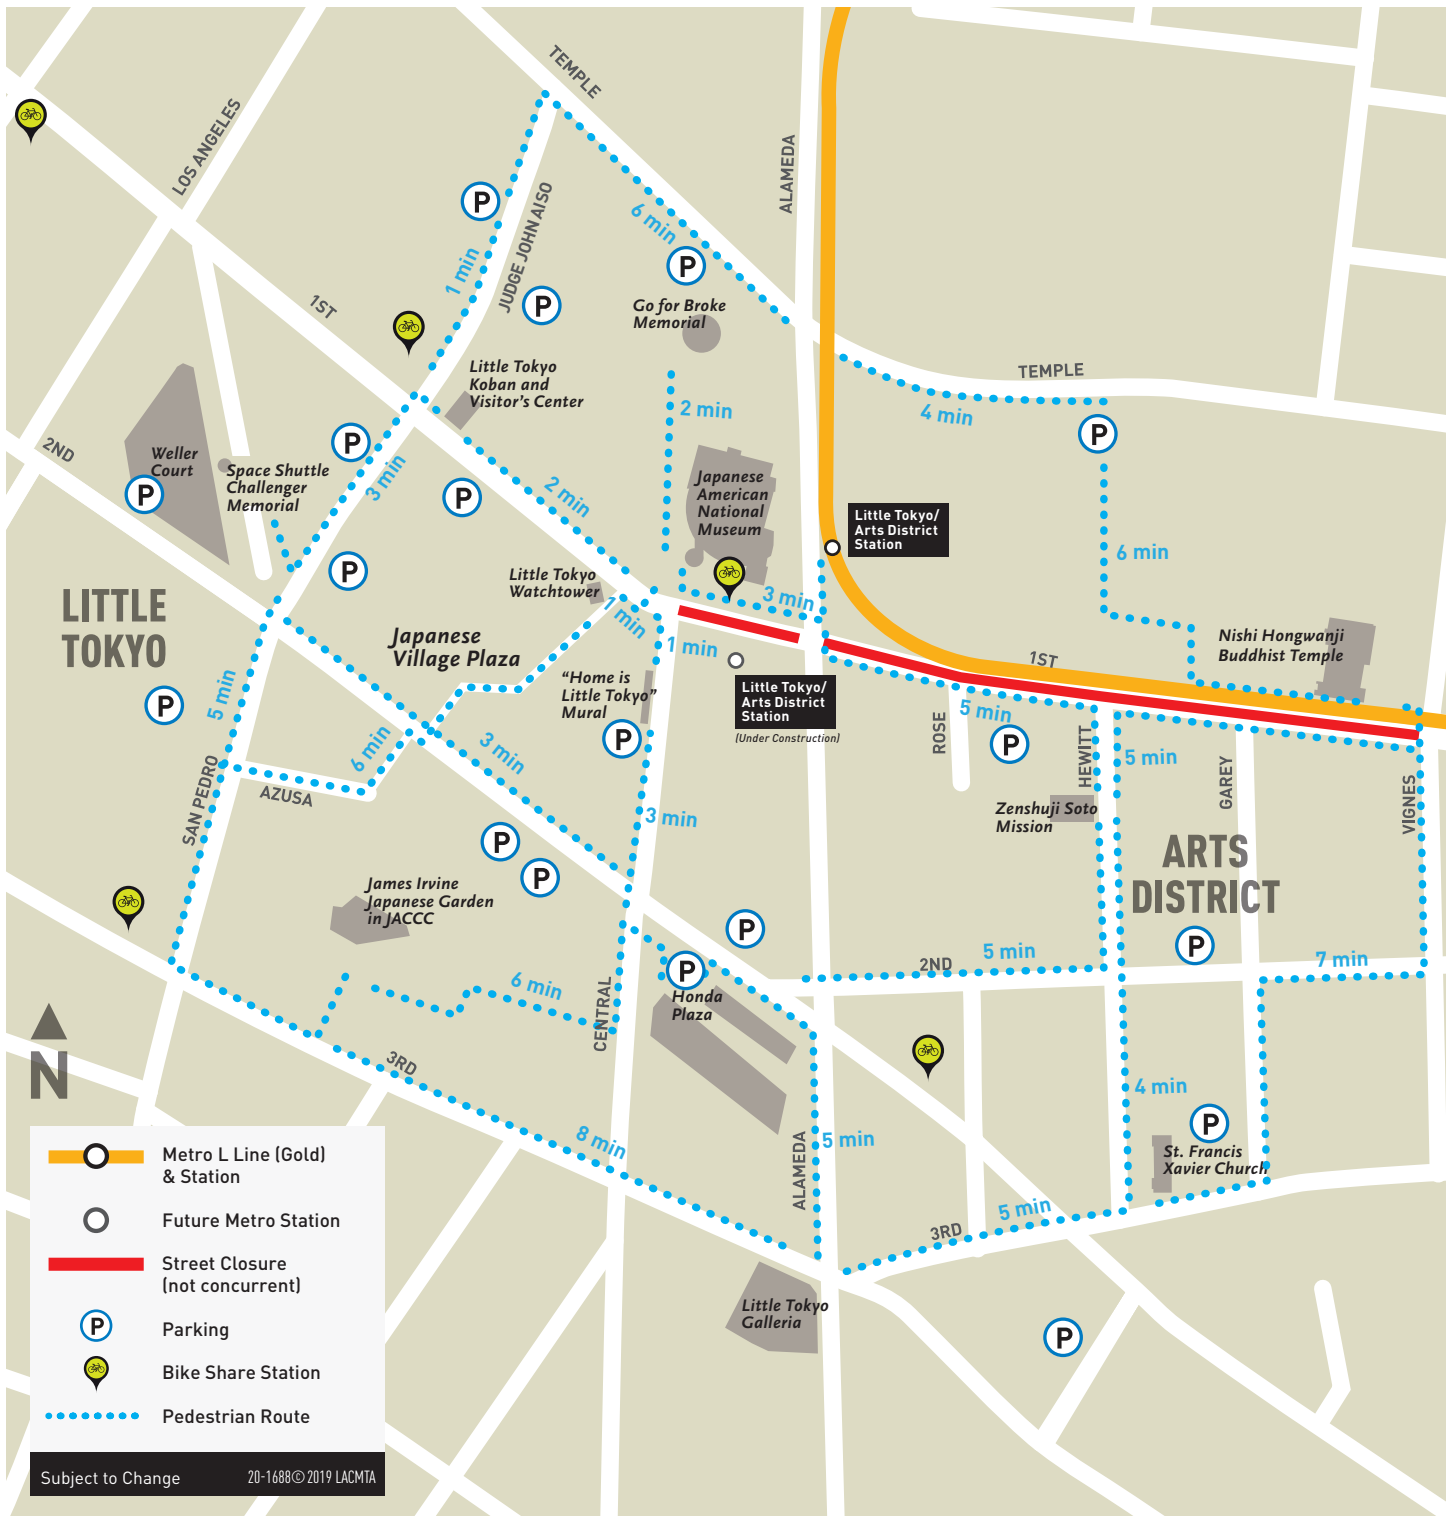 TEMPLE
LOS ANGELES
ALAMEDA
P
JUDGE JOHN AISO
6 min
1 min
P
P
1ST
Go for Broke
Memorial
Little Tokyo
Koban and
Visitor's Center
TEMPLE
4 min
2 min
P
2ND
Weller
Court
P
P
Space Shuttle
Challenger
Memorial
3 min
P
2 min
Japanese
American
National
Museum
Little Tokyo/
Arts District
Station
6 min
P
Little Tokyo
Watchtower
1 min
3 min
LITTLE
TOKYO
Japanese
Village Plaza
1 min
1ST
Nishi Hongwanji
Buddhist Temple
"Home is
Little Tokyo"
Mural
Little Tokyo/
Arts District
Station
(Under Construction)
5 min
P
P
6 min
3 min
ROSE
5 min
P
HEWITT
5 min
GAREY
VIGNES
SAN PEDRO
AZUSA
3 min
Zenshuji Soto
Mission
P
P
ARTS
DISTRICT
James Irvine
Japanese Garden
in JACCC
P
P
2ND
5 min
7 min
P
Honda
Plaza
6 min
CENTRAL
N
3RD
4 min
8 min
5 min
ALAMEDA
P
St. Francis
Xavier Church
5 min
3RD
Little Tokyo
Galleria
P
Metro L Line (Gold)
& Station
Future Metro Station
Street Closure
(not concurrent)
P
Parking
Bike Share Station
Pedestrian Route
Subject to Change
20-1688©2019 LACMTA